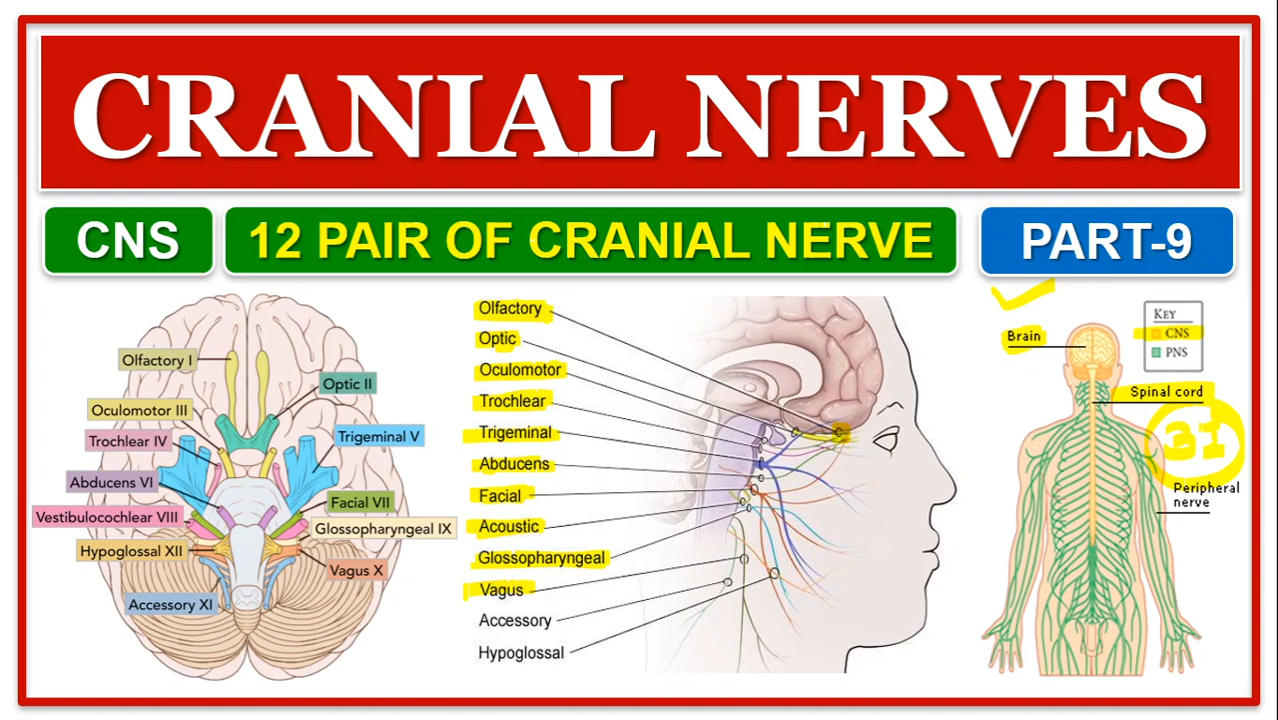 CRANIAL NERVES
CNS
12 PAIR OF CRANIAL NERVE
PART-9
Olfactory I
Optic II
Oculomotor III
Trochlear IV
Trigeminal V
Abducens VI
Facial VII
Vestibulocochlear VIII
Glossopharyngeal IX
Hypoglossal XII
Vagus X
Accessory XI
Olfactory
Optic
Oculomotor
Trochlear
Trigeminal
Abducens
Facial
Acoustic
Glossopharyngeal
Vagus
Accessory
Hypoglossal
KEY
CNS
PNS
Brain
Spinal cord
31
Peripheral
nerve